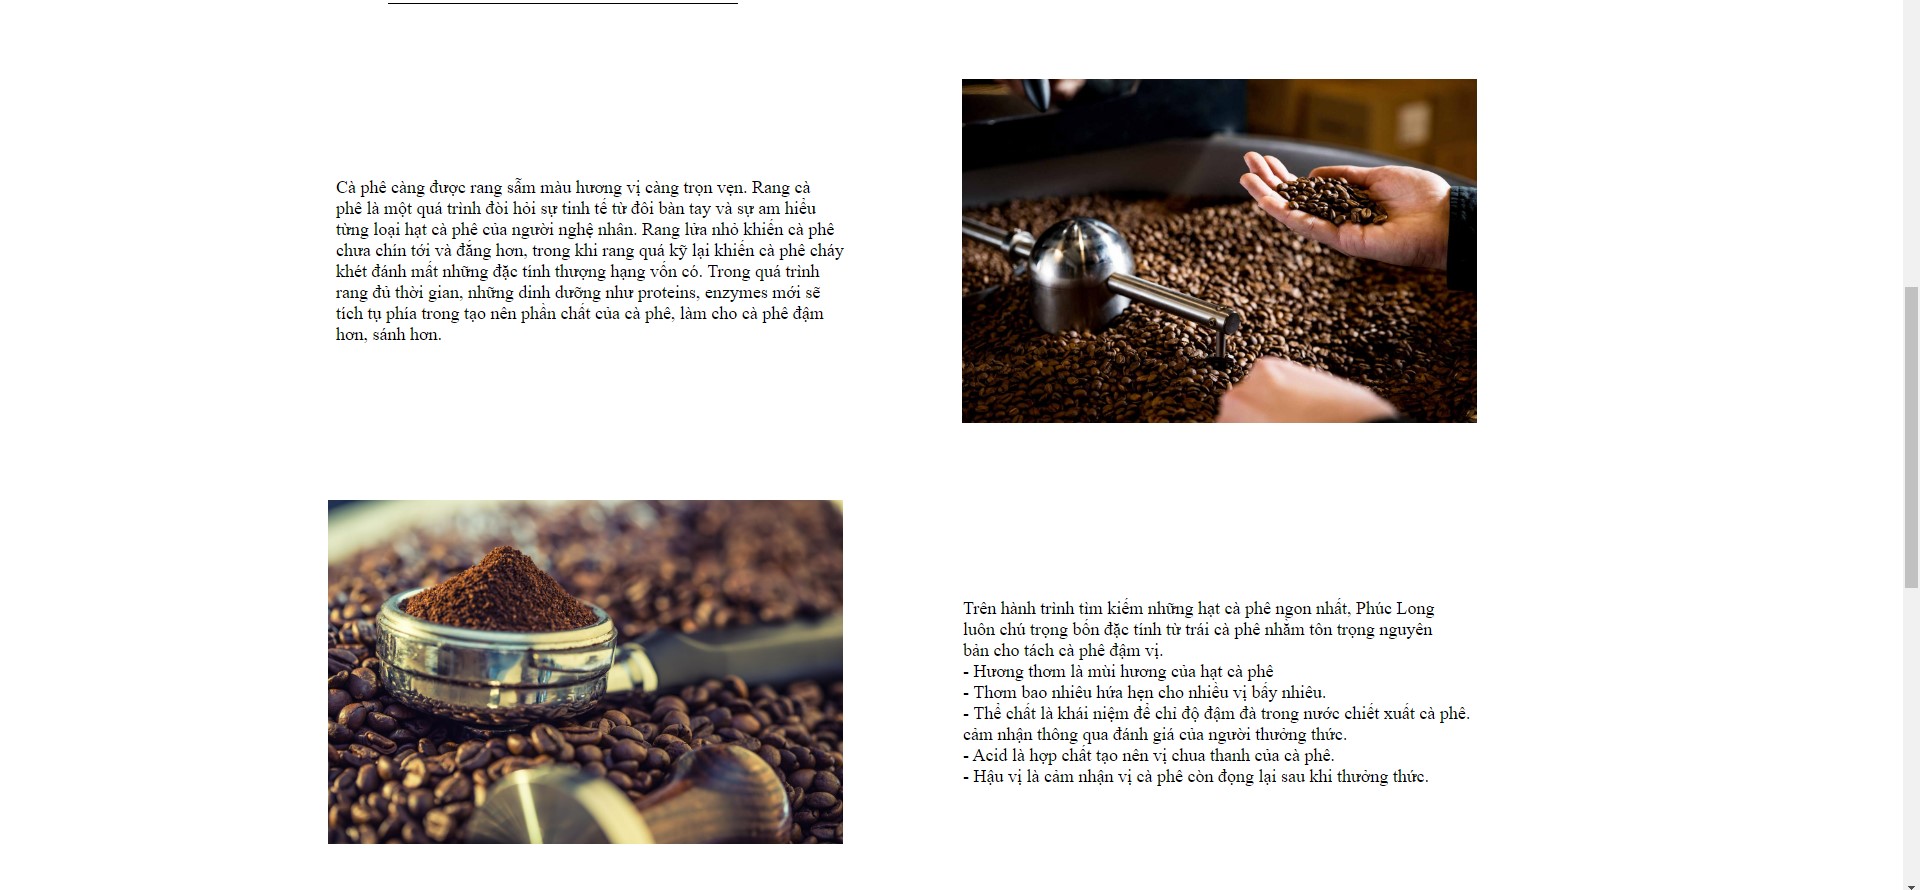 Cà phê càng được rang sẫm màu hương vị càng trọn vẹn. Rang cà
phê là một quá trình đòi hỏi sự tinh tế từ đôi bàn tay và sự am hiểu
từng loại hạt cà phê của người nghệ nhân. Rang lửa nhỏ khiến cà phê
chưa chín tới và đắng hơn, trong khi rang quá kỹ lại khiến cà phê cháy
khét đánh mất những đặc tính thượng hạng vốn có. Trong quá trình
rang đủ thời gian, những dinh dưỡng như proteins, enzymes mới sẽ
tích tụ phía trong tạo nên phần chất của cà phê, làm cho cà phê đậm
hơn, sánh hơn.
Trên hành trình tìm kiếm những hạt cà phê ngon nhất, Phúc Long
luôn chú trọng bốn đặc tính từ trái cà phê nhằm tôn trọng nguyên
bản cho tách cà phê đậm vị.
- Hương thơm là mùi hương của hạt cà phê
- Thơm bao nhiêu hứa hẹn cho nhiều vị bấy nhiêu.
- Thể chất là khái niệm để chỉ độ đậm đà trong nước chiết xuất cà phê.
cảm nhận thông qua đánh giá của người thưởng thức.
- Acid là hợp chất tạo nên vị chua thanh của cà phê.
- Hậu vị là cảm nhận vị cà phê còn đọng lại sau khi thưởng thức.